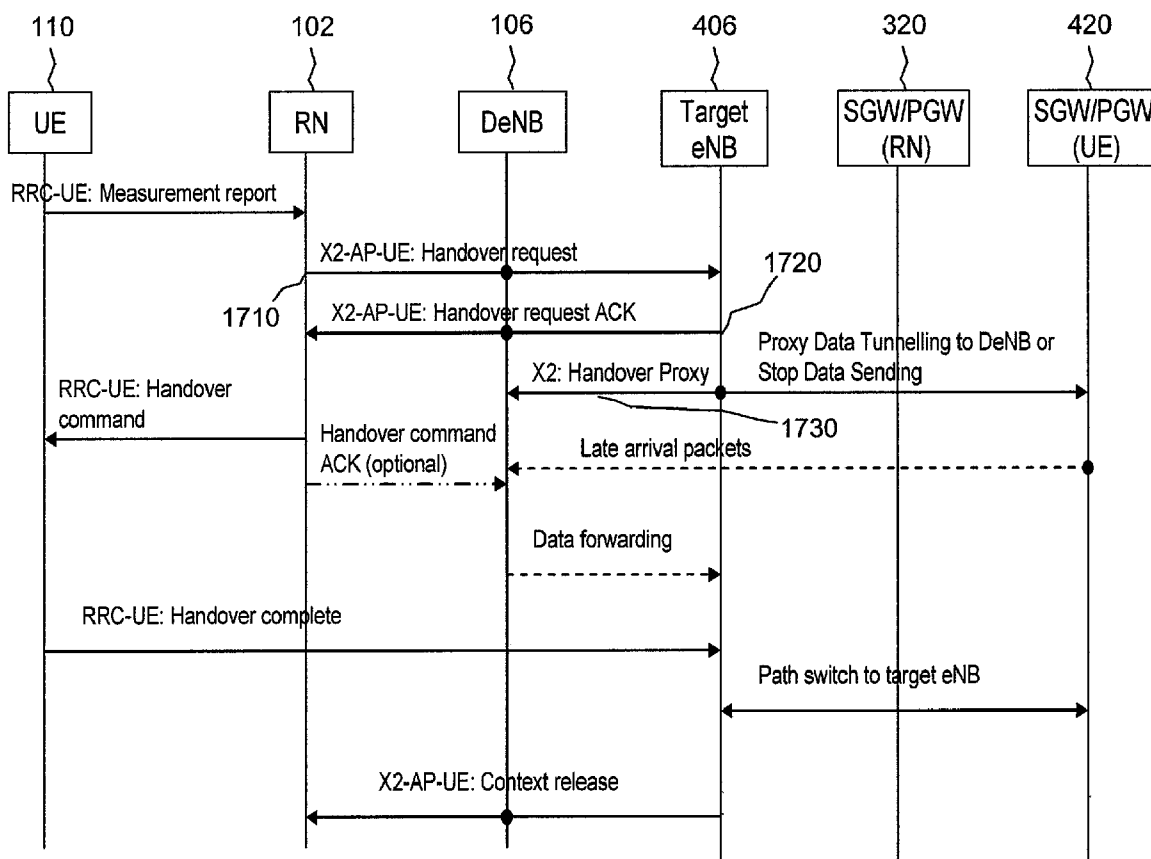 110
102
106
406
320
420
UE
RN
DeNB
Target
eNB
SGW/PGW
(RN)
SGW/PGW
(UE)
RRC-UE: Measurement report
X2-AP-UE: Handover request
1710
1720
X2-AP-UE: Handover request ACK
Proxy Data Tunnelling to DeNB or
Stop Data Sending
X2: Handover Proxy
1730
RRC-UE: Handover
command
Handover command
ACK (optional)
Late arrival packets
Data forwarding
RRC-UE: Handover complete
Path switch to target eNB
X2-AP-UE: Context release